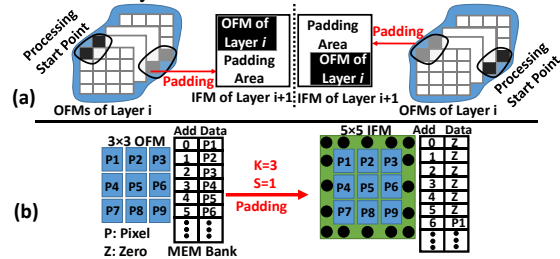 Processing
Start Point
OFMs of Layer i
Padding
OFM of
Layer i
Padding
Area
IFM of Layer i+1
Padding
Area
OFM of
Layer i
IFM of Layer i+1
Padding
Processing
Start Point
OFMs of Layer i
(a)
(b)
3×3 OFM
P1 P2 P3
P4 P5 P6
P7 P8 P9
P: Pixel
Z: Zero
Add Data
0 P1
1 P2
2 P3
3 P4
4 P5
5 P6
MEM Bank
K=3
S=1
Padding
5×5 IFM
P1 P2 P3
P4 P5 P6
P7 P8 P9
Add Data
0 Z
1 Z
2 Z
3 Z
4 Z
5 Z
6 P1